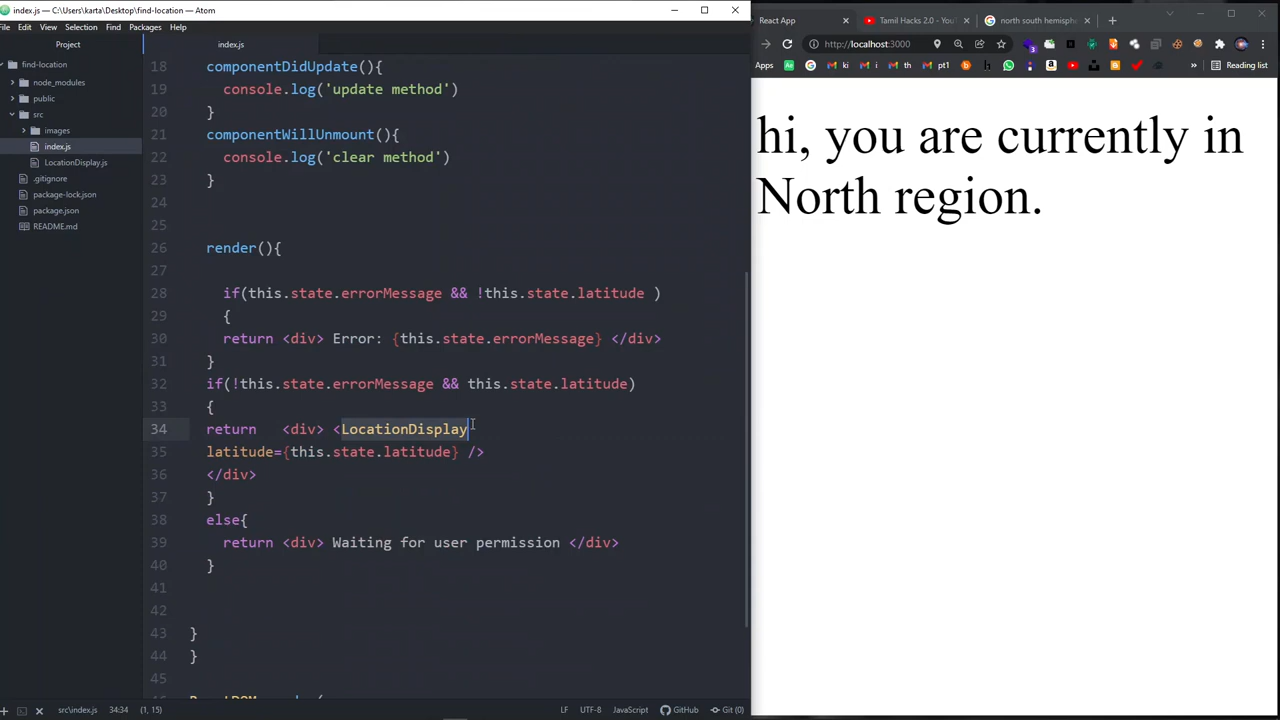 index.js — C:\Users\karta\Desktop\find-location — Atom
File Edit View Selection Find Packages Help
Project
find-location
node_modules
public
src
images
index.js
LocationDisplay.js
.gitignore
package-lock.json
package.json
README.md
index.js
18 componentDidUpdate(){
19 console.log('update method')
20 }
21 componentWillUnmount(){
22 console.log('clear method')
23 }
24
25
26 render(){
27
28 if(this.state.errorMessage && !this.state.latitude )
29 {
30 return <div> Error: {this.state.errorMessage} </div>
31 }
32 if(!this.state.errorMessage && this.state.latitude)
33 {
34 return <div> <LocationDisplay
35 latitude={this.state.latitude} />
36 </div>
37 }
38 else{
39 return <div> Waiting for user permission </div>
40 }
41
42
43 }
44 }
45
src\index.js 34:34 (1, 15) LF UTF-8 JavaScript GitHub Git (0)
React App Tamil Hacks 2.0 - You north south hemisphe
http://localhost:3000
Apps Ae ki i th pt1 Reading list
hi, you are currently in
North region.